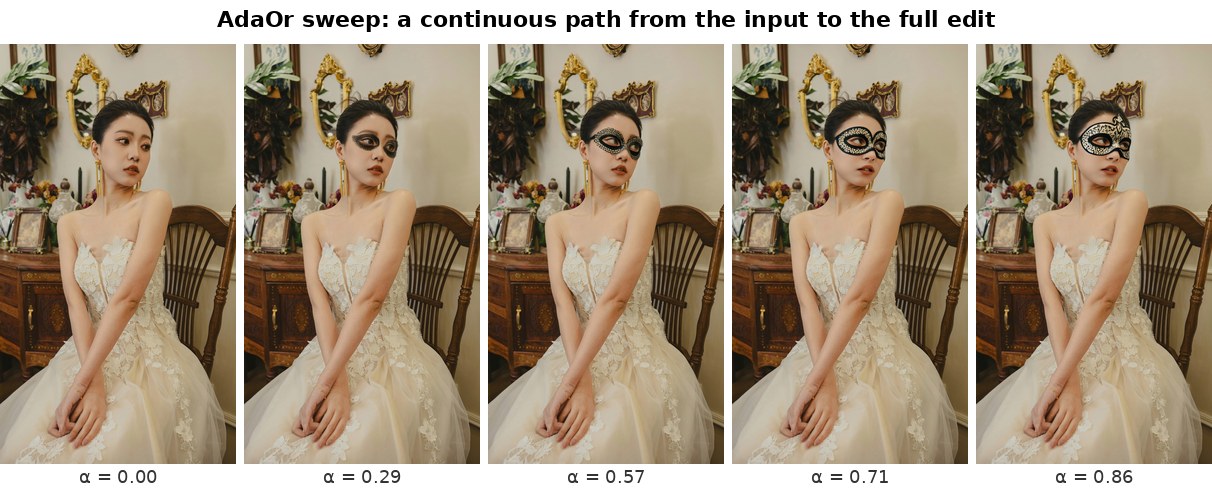 AdaOr sweep: a continuous path from the input to the full edit
α = 0.00
α = 0.29
α = 0.57
α = 0.71
α = 0.86